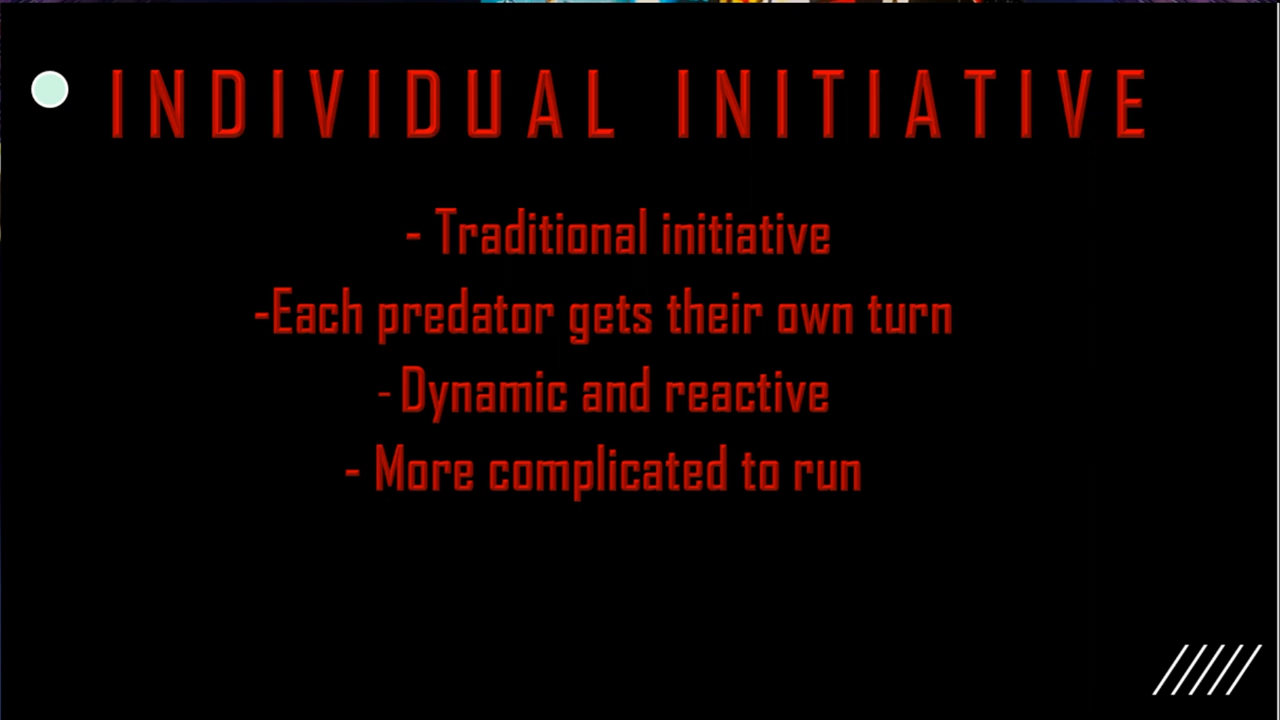 INDIVIDUAL INITIATIVE
- Traditional initiative
-Each predator gets their own turn
- Dynamic and reactive
- More complicated to run